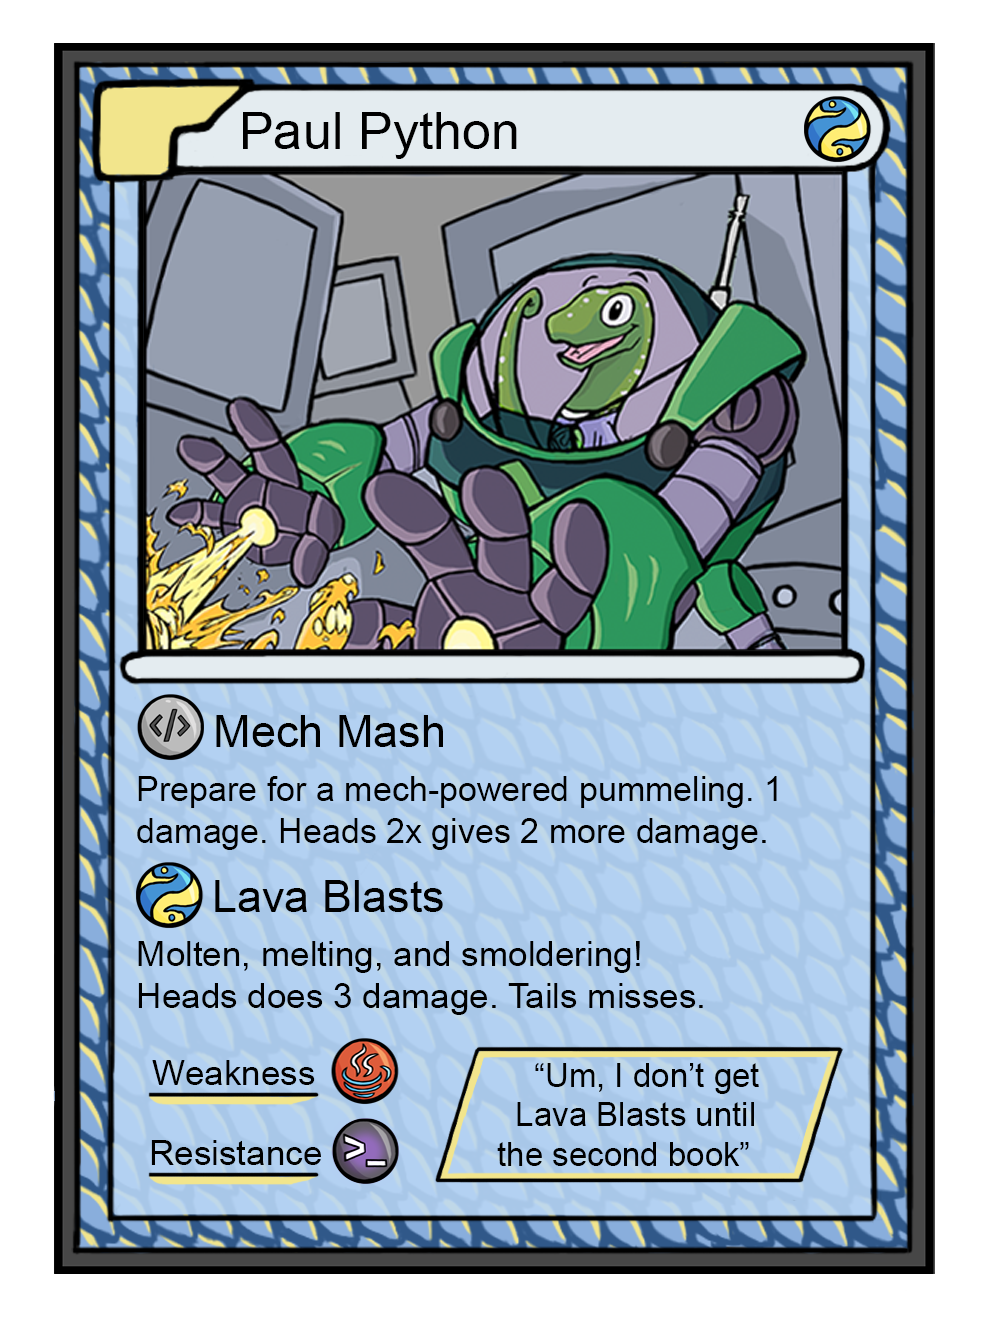 Paul Python
</>
Mech Mash
Prepare for a mech-powered pummeling. 1
damage. Heads 2x gives 2 more damage.
Lava Blasts
Molten, melting, and smoldering!
Heads does 3 damage. Tails misses.
Weakness
Resistance >_
“Um, I don’t get
Lava Blasts until
the second book”